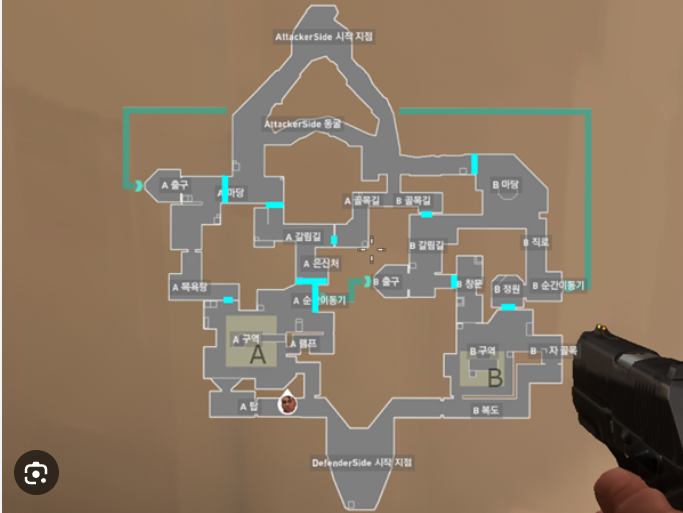 AttackerSide 시작 지점
AttackerSide 동굴
A 출구
A 마당
B 마당
A 골목길
B 골목길
A 갈림길
B 갈림길
B 직로
A 은신처
A 목욕탕
A 순간이동기
B 출구
B 창문
B 정원
B 순간이동기
A 구역
A
A 램프
B 구역
B
자 골목
A 탑
B 복도
DefenderSide 시작 지점